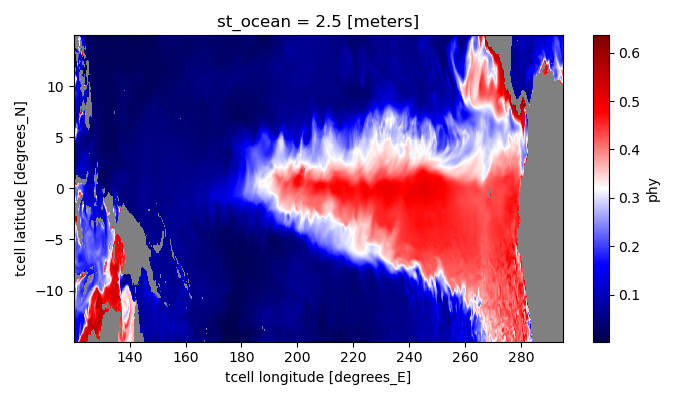 st_ocean = 2.5 [meters]
10
5
0
−5
−10
tcell latitude [degrees_N]
140 160 180 200 220 240 260 280
tcell longitude [degrees_E]
0.6
0.5
0.4
0.3
0.2
0.1
phy